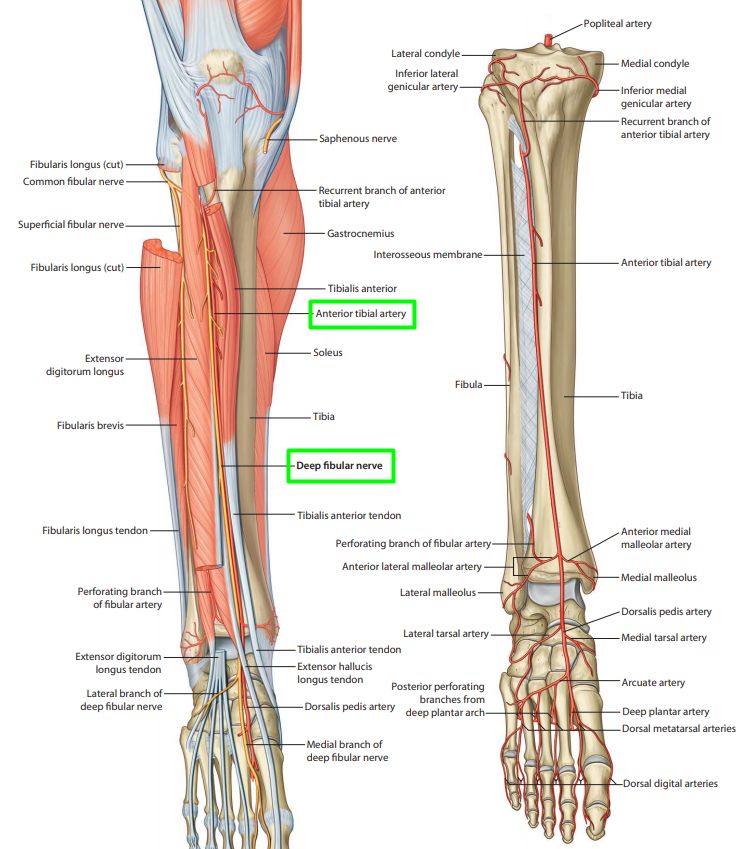 Saphenous nerve
Fibularis longus (cut)
Common fibular nerve
Recurrent branch of anterior
tibial artery
Superficial fibular nerve
Gastrocnemius
Fibularis longus (cut)
Tibialis anterior
Anterior tibial artery
Extensor
digitorum longus
Soleus
Tibia
Fibularis brevis
Deep fibular nerve
Tibialis anterior tendon
Fibularis longus tendon
Perforating branch
of fibular artery
Tibialis anterior tendon
Extensor digitorum
longus tendon
Extensor hallucis
longus tendon
Lateral branch of
deep fibular nerve
Dorsalis pedis artery
Medial branch of
deep fibular nerve
Popliteal artery
Lateral condyle
Medial condyle
Inferior lateral
genicular artery
Inferior medial
genicular artery
Recurrent branch of
anterior tibial artery
Interosseous membrane
Anterior tibial artery
Fibula
Tibia
Perforating branch of fibular artery
Anterior medial
malleolar artery
Anterior lateral malleolar artery
Medial malleolus
Lateral malleolus
Dorsalis pedis artery
Lateral tarsal artery
Medial tarsal artery
Arcuate artery
Posterior perforating
branches from
deep plantar arch
Deep plantar artery
Dorsal metatarsal arteries
Dorsal digital arteries